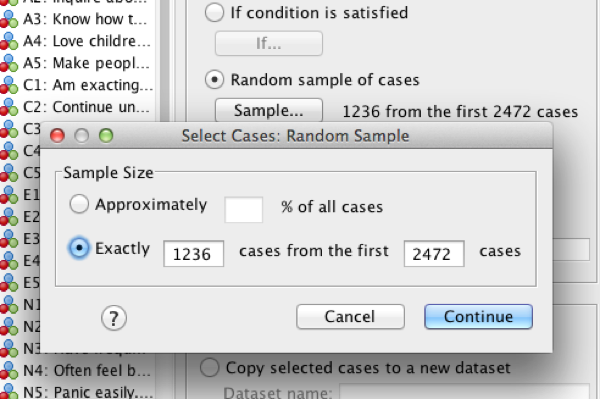 A2: Inquire abo...
A3: Know how t...
A4: Love childre...
A5: Make peopl...
C1: Am exacting...
C2: Continue un...
C3
C4
C5
E1
E2
E3
E4
E5
N1
N2
N3
N4: Often feel b...
N5: Panic easily....
If condition is satisfied
If...
Random sample of cases
Sample... 1236 from the first 2472 cases
Select Cases: Random Sample
Sample Size
Approximately % of all cases
Exactly 1236 cases from the first 2472 cases
? Cancel Continue
Copy selected cases to a new dataset
Dataset name: